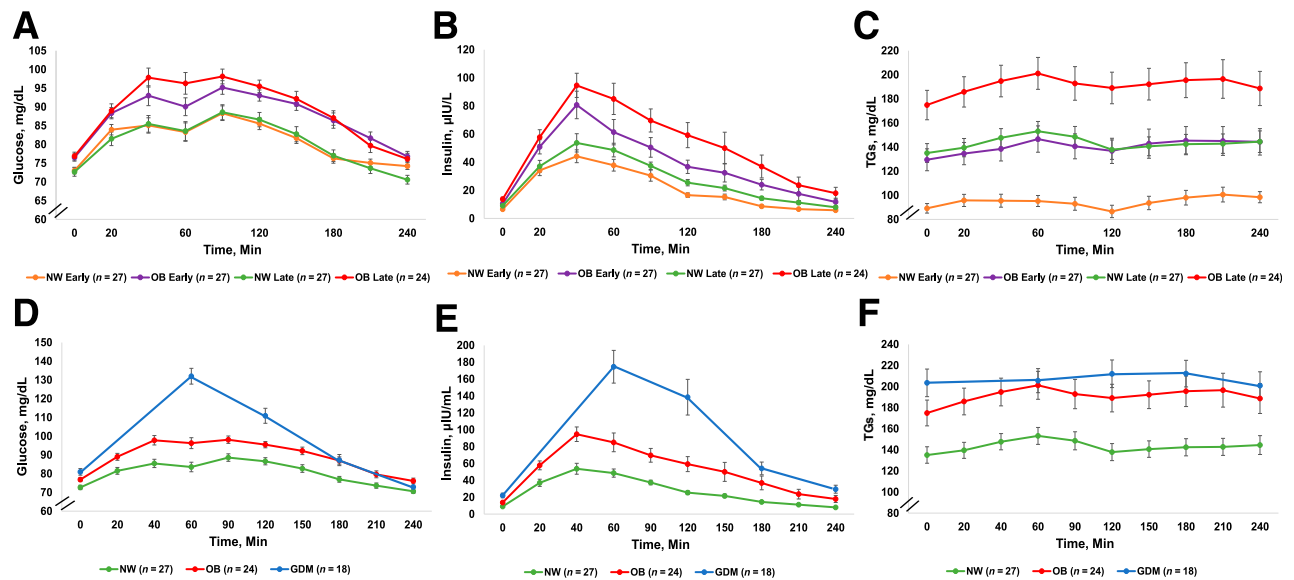 A
Glucose, mg/dL
105
100
95
90
85
80
75
70
65
60
0 20 60 120 180 240
Time, Min
NW Early (n = 27) OB Early (n = 27) NW Late (n = 27) OB Late (n = 24)
B
Insulin, µIU/L
120
100
80
60
40
20
0
0 20 60 120 180 240
Time, Min
NW Early (n = 27) OB Early (n = 27) NW Late (n = 27) OB Late (n = 24)
C
TGs, mg/dL
220
200
180
160
140
120
100
80
0 20 60 120 180 240
Time, Min
NW Early (n = 27) OB Early (n = 27) NW Late (n = 27) OB Late (n = 24)
D
Glucose, mg/dL
150
140
130
120
110
100
90
80
70
60
0 20 40 60 90 120 150 180 210 240
Time, Min
NW (n = 27) OB (n = 24) GDM (n = 18)
E
Insulin, µIU/mL
200
180
160
140
120
100
80
60
40
20
0
0 20 40 60 90 120 150 180 210 240
Time, Min
NW (n = 27) OB (n = 24) GDM (n = 18)
F
TGs, mg/dL
240
220
200
180
160
140
120
100
80
0 20 40 60 90 120 150 180 210 240
Time, Min
NW (n = 27) OB (n = 24) GDM (n = 18)